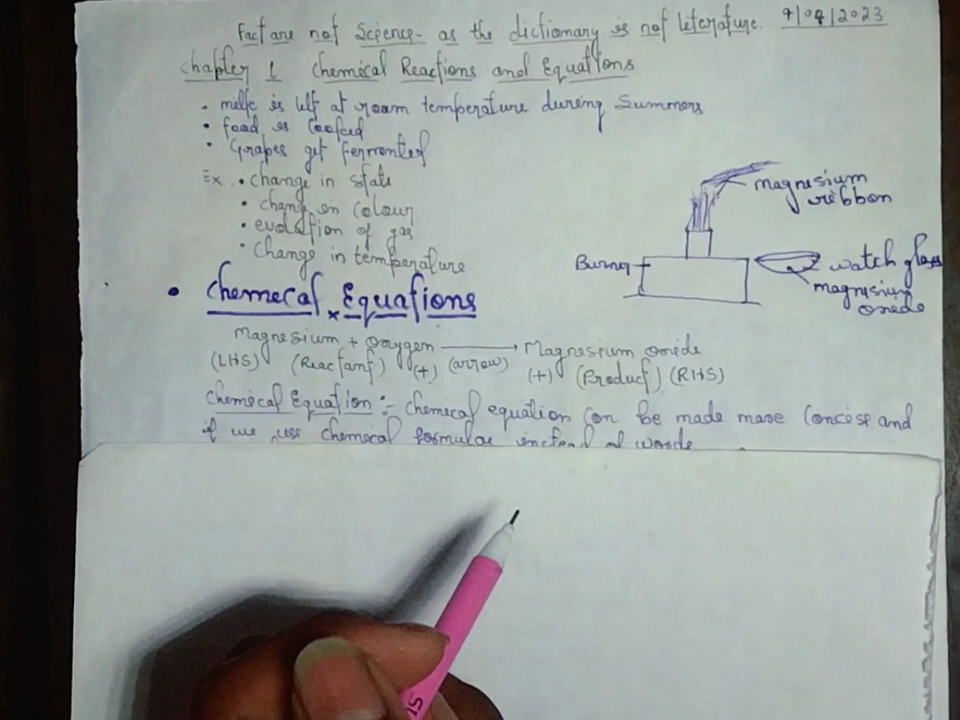 Fact are not Science - as the dictionary is not literature. 9/09/2023
Chapter 1 Chemical Reactions and Equations
• milk is left at room temperature during Summers
• food is Cooked
• Grapes get fermented
Ex. • change in state
• change in Colour
• evolution of gas
• change in temperature
magnesium
ribbon
Burner
watch glass
magnesium
oxide
• Chemical Equations
Magnesium + Oxygen → Magnesium oxide
(LHS) (Reactant) (+) (arrow) (+) (Product) (RHS)
Chemical Equation :- Chemical equation can be made more Concise and
if we use Chemical formulae instead of words